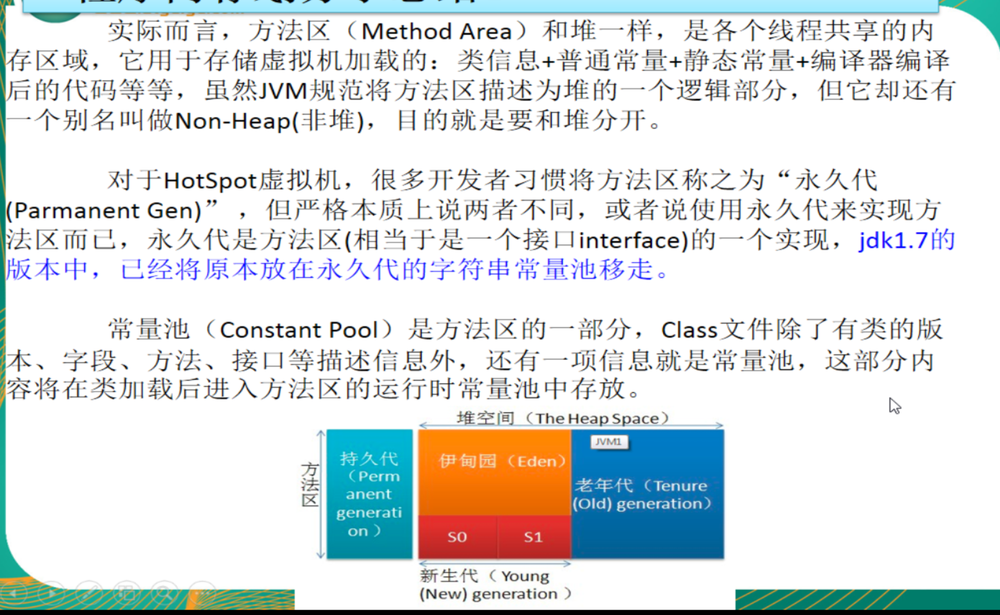 实际而言，方法区（Method Area）和堆一样，是各个线程共享的内
存区域，它用于存储虚拟机加载的：类信息+普通常量+静态常量+编译器编译
后的代码等等，虽然JVM规范将方法区描述为堆的一个逻辑部分，但它却还有
一个别名叫做Non-Heap(非堆)，目的就是要和堆分开。
对于HotSpot虚拟机，很多开发者习惯将方法区称之为“永久代
(Parmanent Gen)”，但严格本质上说两者不同，或者说使用永久代来实现方
法区而已，永久代是方法区(相当于是一个接口interface)的一个实现，jdk1.7的
版本中，已经将原本放在永久代的字符串常量池移走。
常量池（Constant Pool）是方法区的一部分，Class文件除了有类的版
本、字段、方法、接口等描述信息外，还有一项信息就是常量池，这部分内
容将在类加载后进入方法区的运行时常量池中存放。
堆空间（The Heap Space）
方
法
区
持久代
（Perm
anent
generati
on ）
伊甸园（Eden）
S0
S1
JVM1
老年代（Tenure
(Old) generation）
新生代（ Young
(New) generation ）